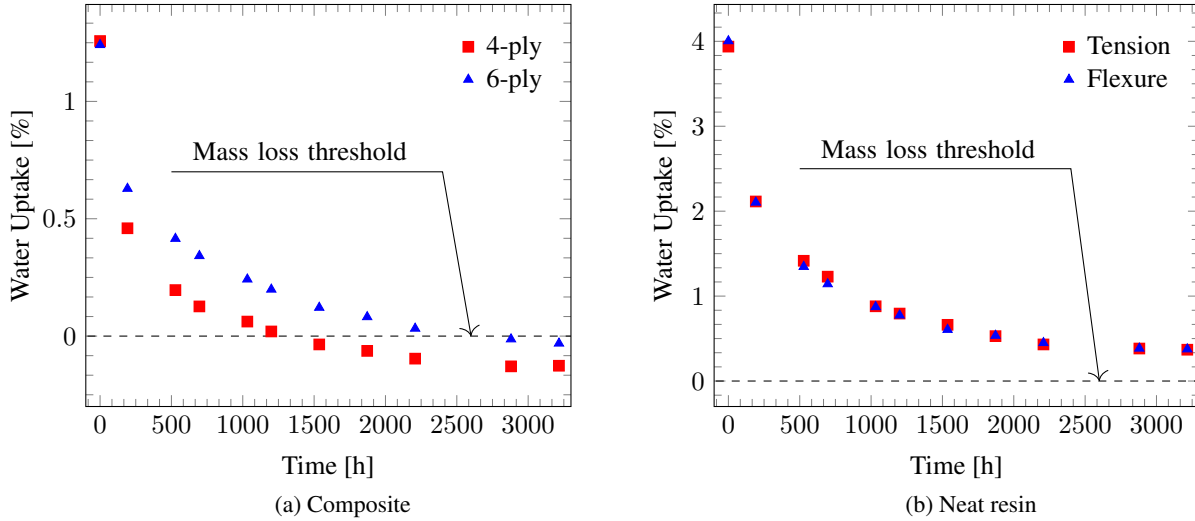 4-ply
6-ply
Mass loss threshold
Water Uptake [%]
1
0.5
0
0 500 1000 1500 2000 2500 3000
Time [h]
(a) Composite
Tension
Flexure
Mass loss threshold
Water Uptake [%]
4
3
2
1
0
0 500 1000 1500 2000 2500 3000
Time [h]
(b) Neat resin